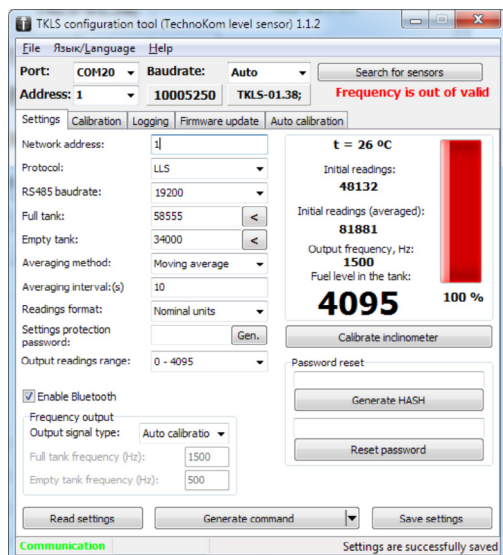 TKLS configuration tool (TechnoKom level sensor) 1.1.2
File Язык/Language Help
Port: COM20 Baudrate: Auto Search for sensors
Address: 1 10005250 TKLS-01.38; Frequency is out of valid
Settings Calibration Logging Firmware update Auto calibration
Network address: 1
Protocol: LLS
RS485 baudrate: 19200
Full tank: 58555 <
Empty tank: 34000 <
Averaging method: Moving average
Averaging interval:(s) 10
Readings format: Nominal units
Settings protection
password: Gen.
Output readings range: 0 - 4095
Enable Bluetooth
Frequency output
Output signal type: Auto calibratio
Full tank frequency (Hz): 1500
Empty tank frequency (Hz): 500
t = 26 ºC
Initial readings:
48132
Initial readings (averaged):
81881
Output frequency, Hz:
1500
Fuel level in the tank:
4095 100 %
Calibrate inclinometer
Password reset
Generate HASH
Reset password
Read settings Generate command Save settings
Communication Settings are successfully saved